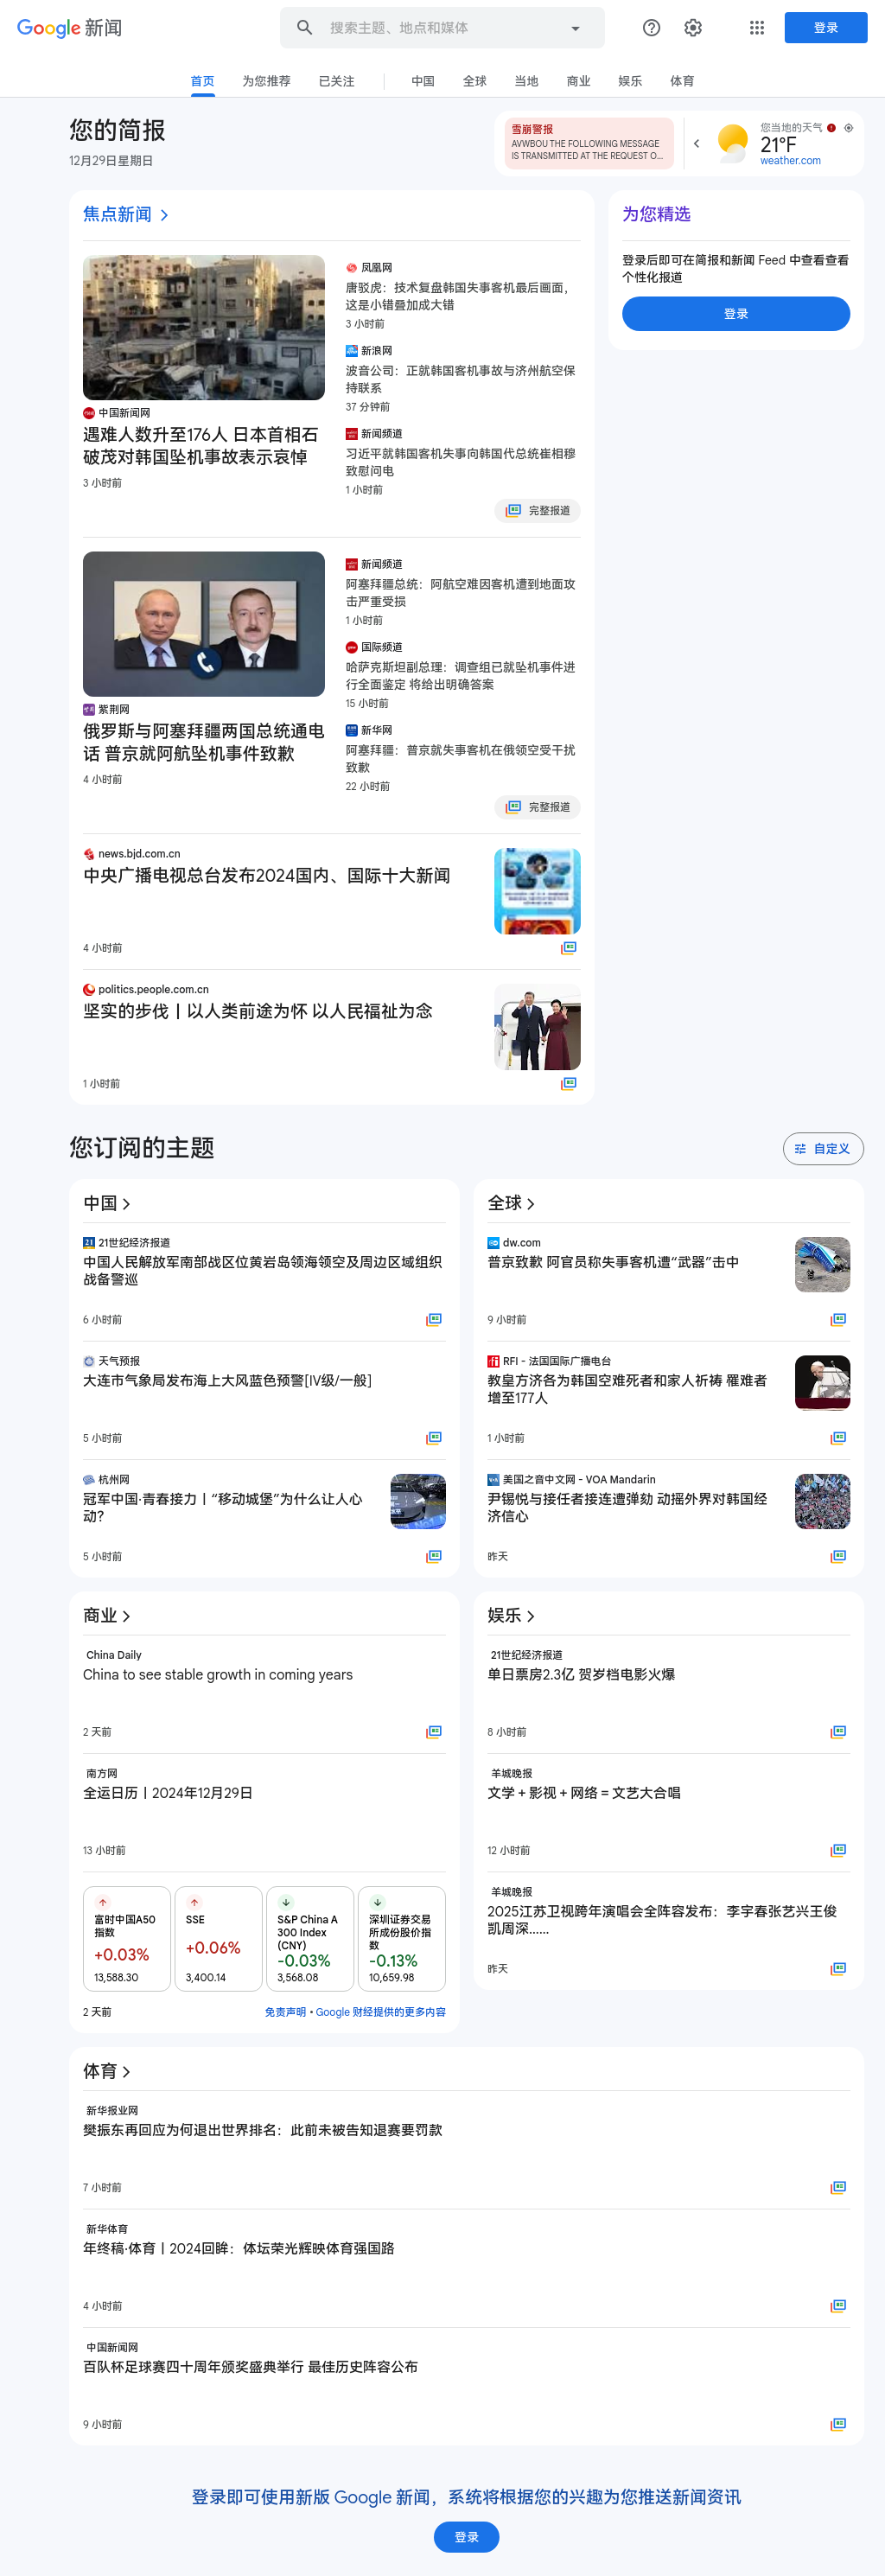 Google 新闻
搜索主题、地点和媒体
登录
首页
为您推荐
已关注
中国
全球
当地
商业
娱乐
体育
您的简报
12月29日星期日
雪崩警报
AVWBOU THE FOLLOWING MESSAGE
IS TRANSMITTED AT THE REQUEST O...
您当地的天气
21°F
weather.com
焦点新闻
中国新闻网
遇难人数升至176人 日本首相石
破茂对韩国坠机事故表示哀悼
3 小时前
凤凰网
唐驳虎：技术复盘韩国失事客机最后画面，
这是小错叠加成大错
3 小时前
新浪网
波音公司：正就韩国客机事故与济州航空保
持联系
37 分钟前
新闻频道
习近平就韩国客机失事向韩国代总统崔相穆
致慰问电
1 小时前
完整报道
紫荆网
俄罗斯与阿塞拜疆两国总统通电
话 普京就阿航坠机事件致歉
4 小时前
新闻频道
阿塞拜疆总统：阿航空难因客机遭到地面攻
击严重受损
1 小时前
国际频道
哈萨克斯坦副总理：调查组已就坠机事件进
行全面鉴定 将给出明确答案
15 小时前
新华网
阿塞拜疆：普京就失事客机在俄领空受干扰
致歉
22 小时前
完整报道
news.bjd.com.cn
中央广播电视总台发布2024国内、国际十大新闻
4 小时前
politics.people.com.cn
坚实的步伐丨以人类前途为怀 以人民福祉为念
1 小时前
为您精选
登录后即可在简报和新闻 Feed 中查看查看
个性化报道
登录
您订阅的主题
自定义
中国
21世纪经济报道
中国人民解放军南部战区位黄岩岛领海领空及周边区域组织
战备警巡
6 小时前
天气预报
大连市气象局发布海上大风蓝色预警[IV级/一般]
5 小时前
杭州网
冠军中国·青春接力丨“移动城堡”为什么让人心
动？
5 小时前
全球
dw.com
普京致歉 阿官员称失事客机遭“武器”击中
9 小时前
RFI - 法国国际广播电台
教皇方济各为韩国空难死者和家人祈祷 罹难者
增至177人
1 小时前
美国之音中文网 - VOA Mandarin
尹锡悦与接任者接连遭弹劾 动摇外界对韩国经
济信心
昨天
商业
China Daily
China to see stable growth in coming years
2 天前
南方网
全运日历丨2024年12月29日
13 小时前
富时中国A50
指数
+0.03%
13,588.30
SSE
+0.06%
3,400.14
S&P China A
300 Index
(CNY)
-0.03%
3,568.08
深圳证券交易
所成份股价指
数
-0.13%
10,659.98
2 天前
免责声明 • Google 财经提供的更多内容
娱乐
21世纪经济报道
单日票房2.3亿 贺岁档电影火爆
8 小时前
羊城晚报
文学＋影视＋网络＝文艺大合唱
12 小时前
羊城晚报
2025江苏卫视跨年演唱会全阵容发布：李宇春张艺兴王俊
凯周深……
昨天
体育
新华报业网
樊振东再回应为何退出世界排名：此前未被告知退赛要罚款
7 小时前
新华体育
年终稿·体育丨2024回眸：体坛荣光辉映体育强国路
4 小时前
中国新闻网
百队杯足球赛四十周年颁奖盛典举行 最佳历史阵容公布
9 小时前
登录即可使用新版 Google 新闻，系统将根据您的兴趣为您推送新闻资讯
登录